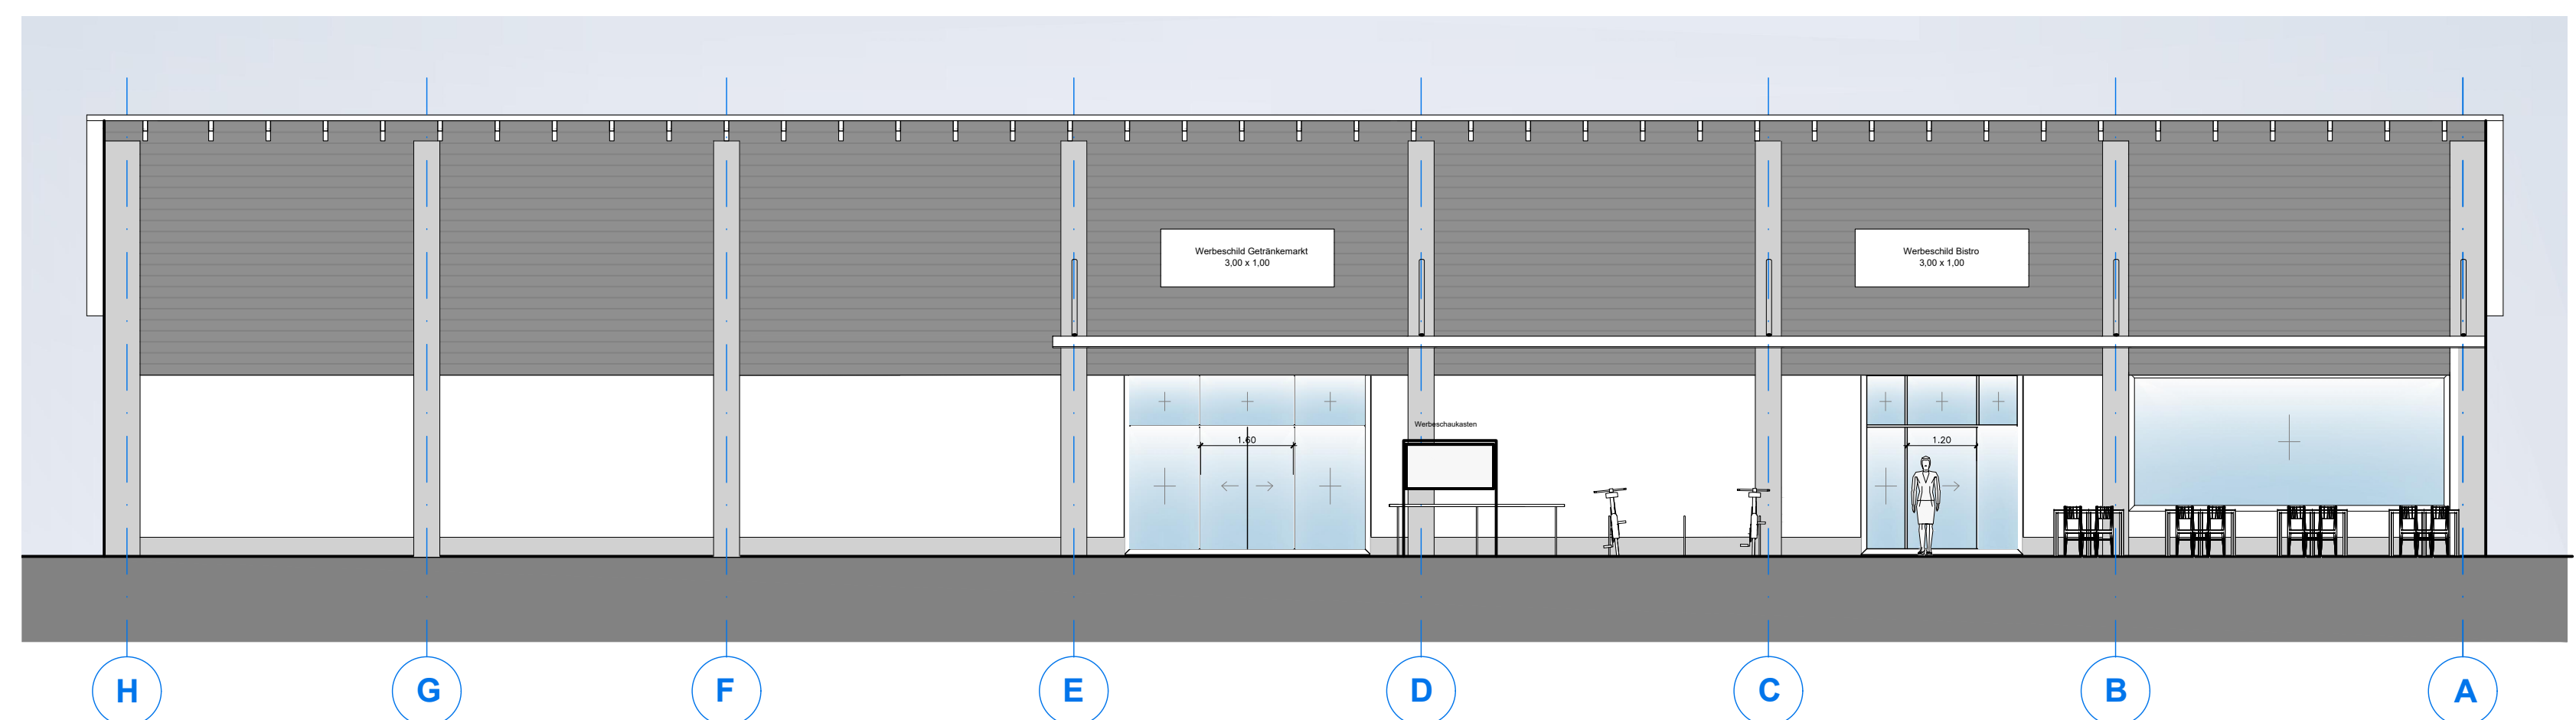 Werbeschild Getränkemarkt
3,00 x 1,00
Werbeschild Bistro
3,00 x 1,00
Werbeschaukasten
1.60
1.20
H
G
F
E
D
C
B
A